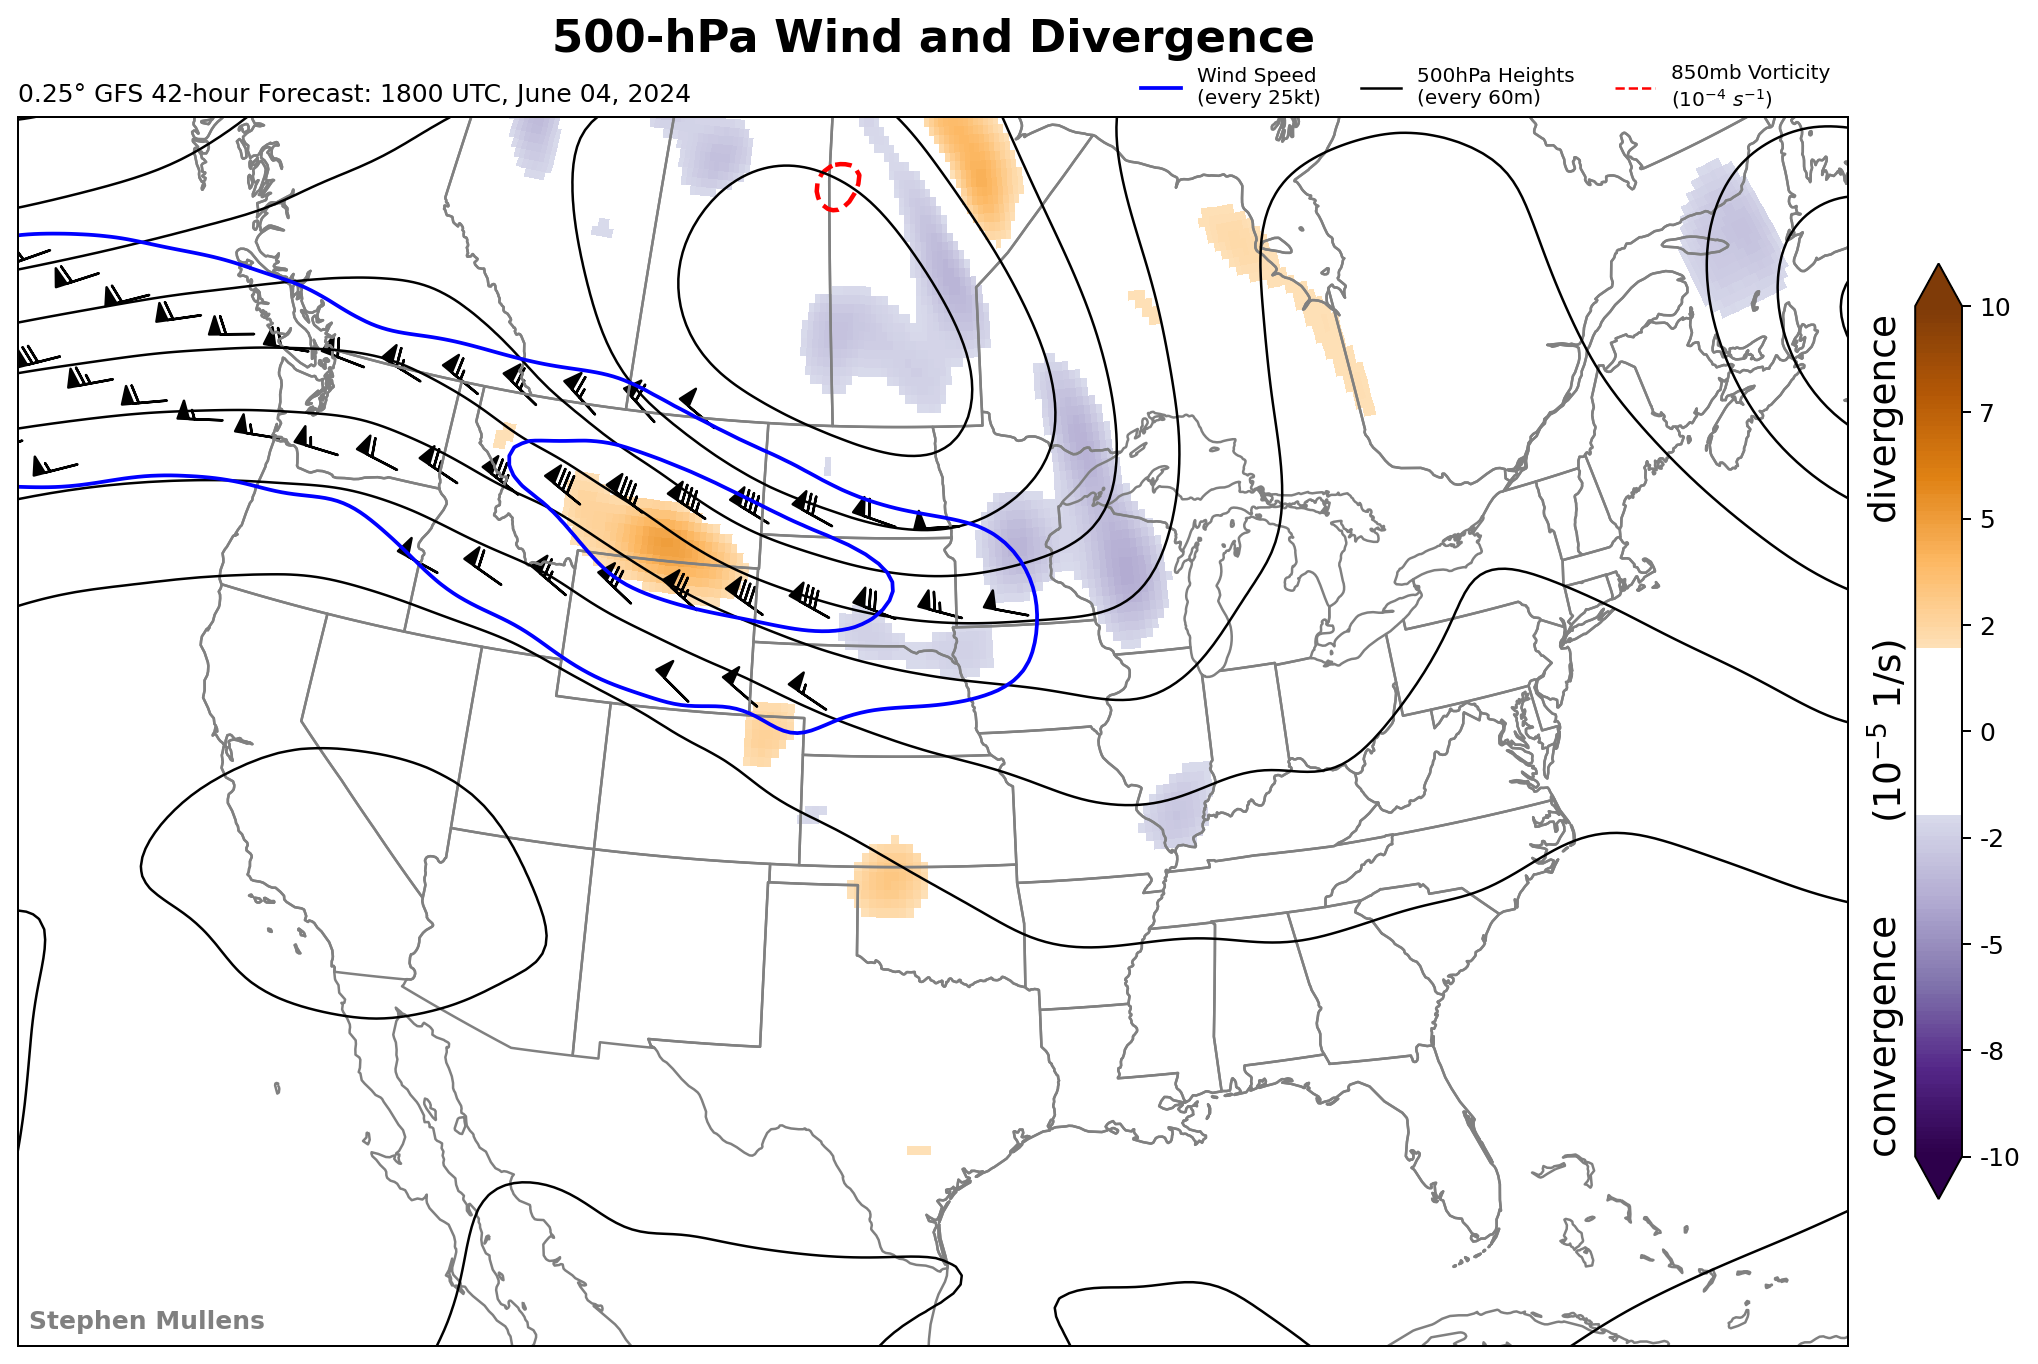 500-hPa Wind and Divergence
0.25° GFS 42-hour Forecast: 1800 UTC, June 04, 2024
Wind Speed
(every 25kt)
500hPa Heights
(every 60m)
850mb Vorticity
(10⁻⁴ s⁻¹)
10
7
5
2
0
-2
-5
-8
-10
convergence (10⁻⁵ 1/s) divergence
Stephen Mullens